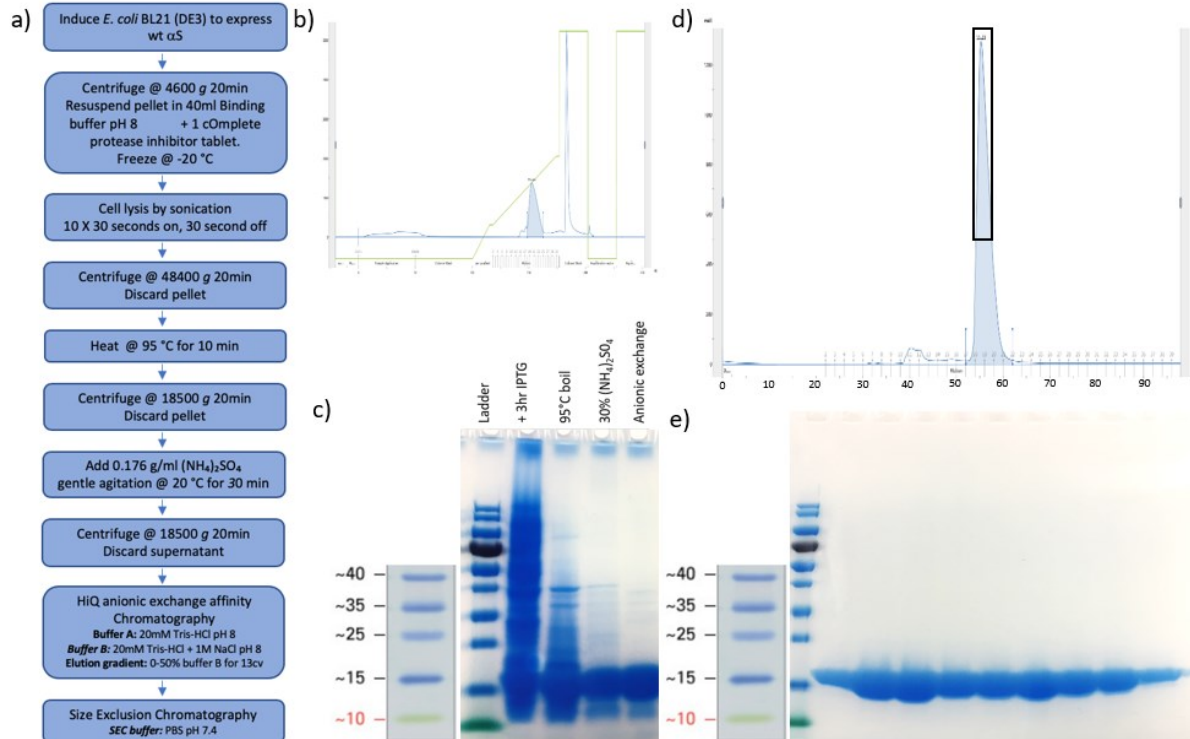 a)
Induce E. coli BL21 (DE3) to express
wt αS
Centrifuge @ 4600 g 20min
Resuspend pellet in 40ml Binding
buffer pH 8 + 1 cOmplete
protease inhibitor tablet.
Freeze @ -20 °C
Cell lysis by sonication
10 X 30 seconds on, 30 second off
Centrifuge @ 48400 g 20min
Discard pellet
Heat @ 95 °C for 10 min
Centrifuge @ 18500 g 20min
Discard pellet
Add 0.176 g/ml (NH₄)₂SO₄
gentle agitation @ 20 °C for 30 min
Centrifuge @ 18500 g 20min
Discard supernatant
HiQ anionic exchange affinity
Chromatography
Buffer A: 20mM Tris-HCl pH 8
Buffer B: 20mM Tris-HCl + 1M NaCl pH 8
Elution gradient: 0-50% buffer B for 13cv
Size Exclusion Chromatography
SEC buffer: PBS pH 7.4
b)
c)
Ladder
+ 3hr IPTG
95°C boil
30% (NH₄)₂SO₄
Anionic exchange
~40
~35
~25
~15
~10
d)
0 10 20 30 40 50 60 70 80 90
e)
~40
~35
~25
~15
~10